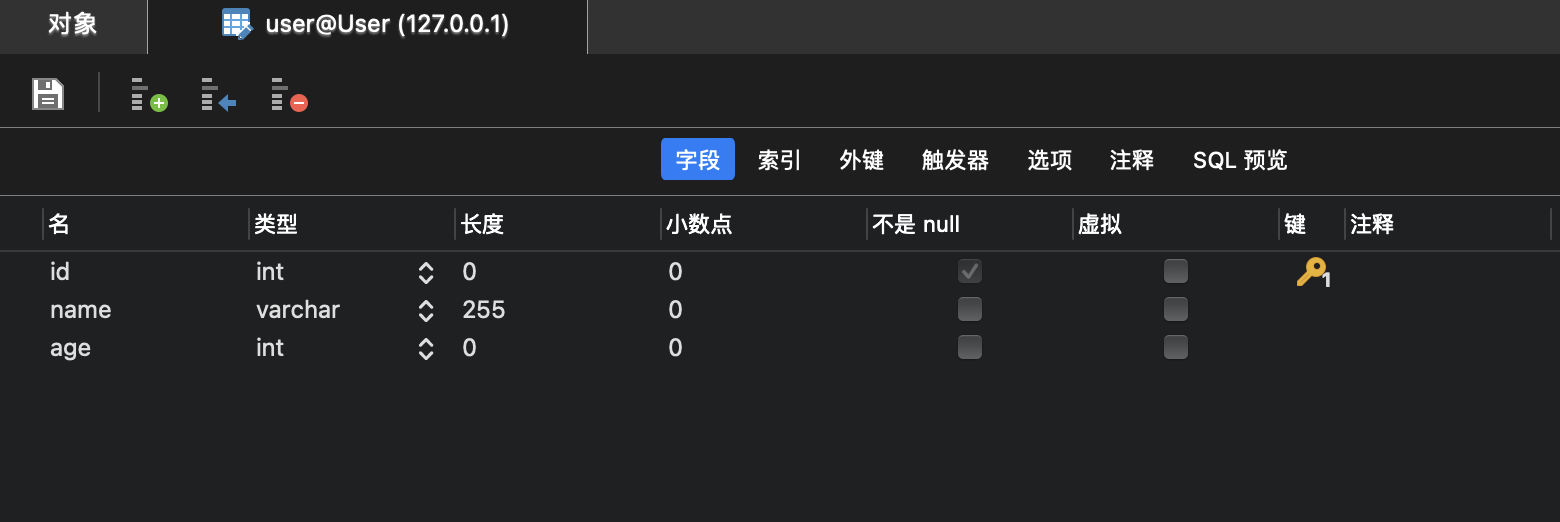 对象 user@User (127.0.0.1)
字段 索引 外键 触发器 选项 注释 SQL 预览
名 类型 长度 小数点 不是 null 虚拟 键 注释
id int 0 0 1
name varchar 255 0
age int 0 0